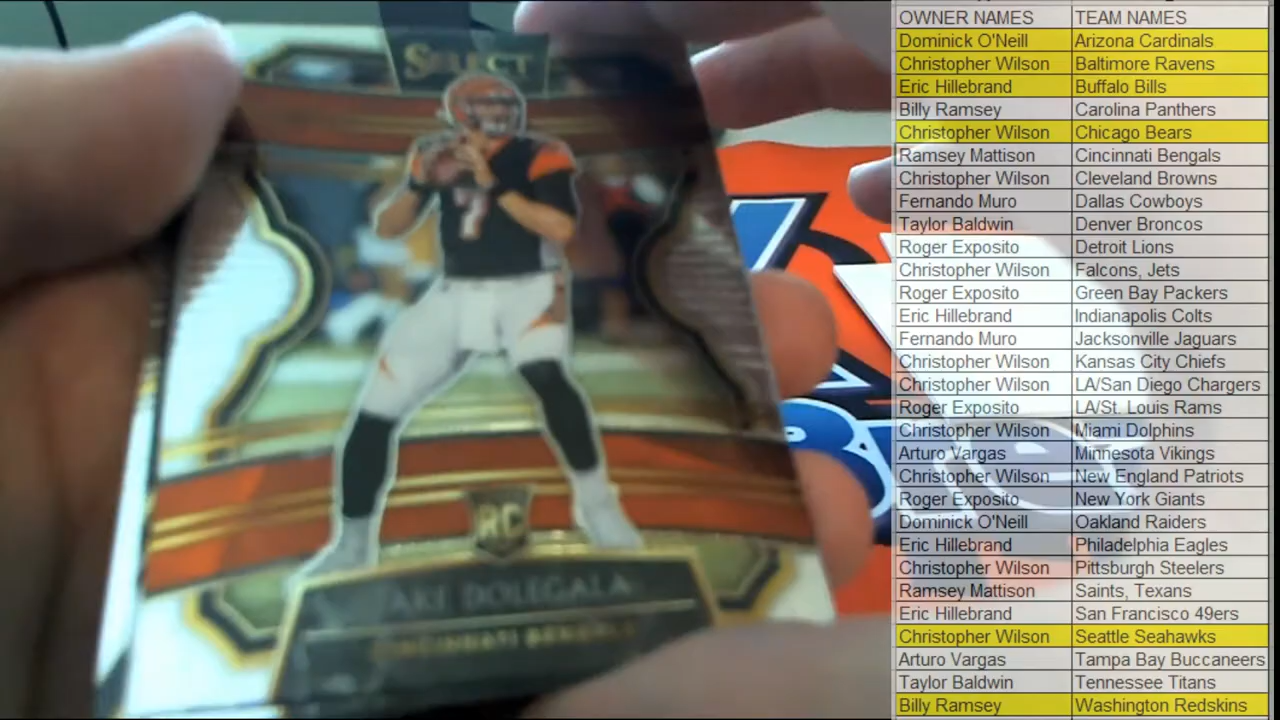 SELECT
7
RC
JAKE DOLEGALA
CINCINNATI BENGALS
OWNER NAMES TEAM NAMES
Dominick O'Neill Arizona Cardinals
Christopher Wilson Baltimore Ravens
Eric Hillebrand Buffalo Bills
Billy Ramsey Carolina Panthers
Christopher Wilson Chicago Bears
Ramsey Mattison Cincinnati Bengals
Christopher Wilson Cleveland Browns
Fernando Muro Dallas Cowboys
Taylor Baldwin Denver Broncos
Roger Exposito Detroit Lions
Christopher Wilson Falcons, Jets
Roger Exposito Green Bay Packers
Eric Hillebrand Indianapolis Colts
Fernando Muro Jacksonville Jaguars
Christopher Wilson Kansas City Chiefs
Christopher Wilson LA/San Diego Chargers
Roger Exposito LA/St. Louis Rams
Christopher Wilson Miami Dolphins
Arturo Vargas Minnesota Vikings
Christopher Wilson New England Patriots
Roger Exposito New York Giants
Dominick O'Neill Oakland Raiders
Eric Hillebrand Philadelphia Eagles
Christopher Wilson Pittsburgh Steelers
Ramsey Mattison Saints, Texans
Eric Hillebrand San Francisco 49ers
Christopher Wilson Seattle Seahawks
Arturo Vargas Tampa Bay Buccaneers
Taylor Baldwin Tennessee Titans
Billy Ramsey Washington Redskins